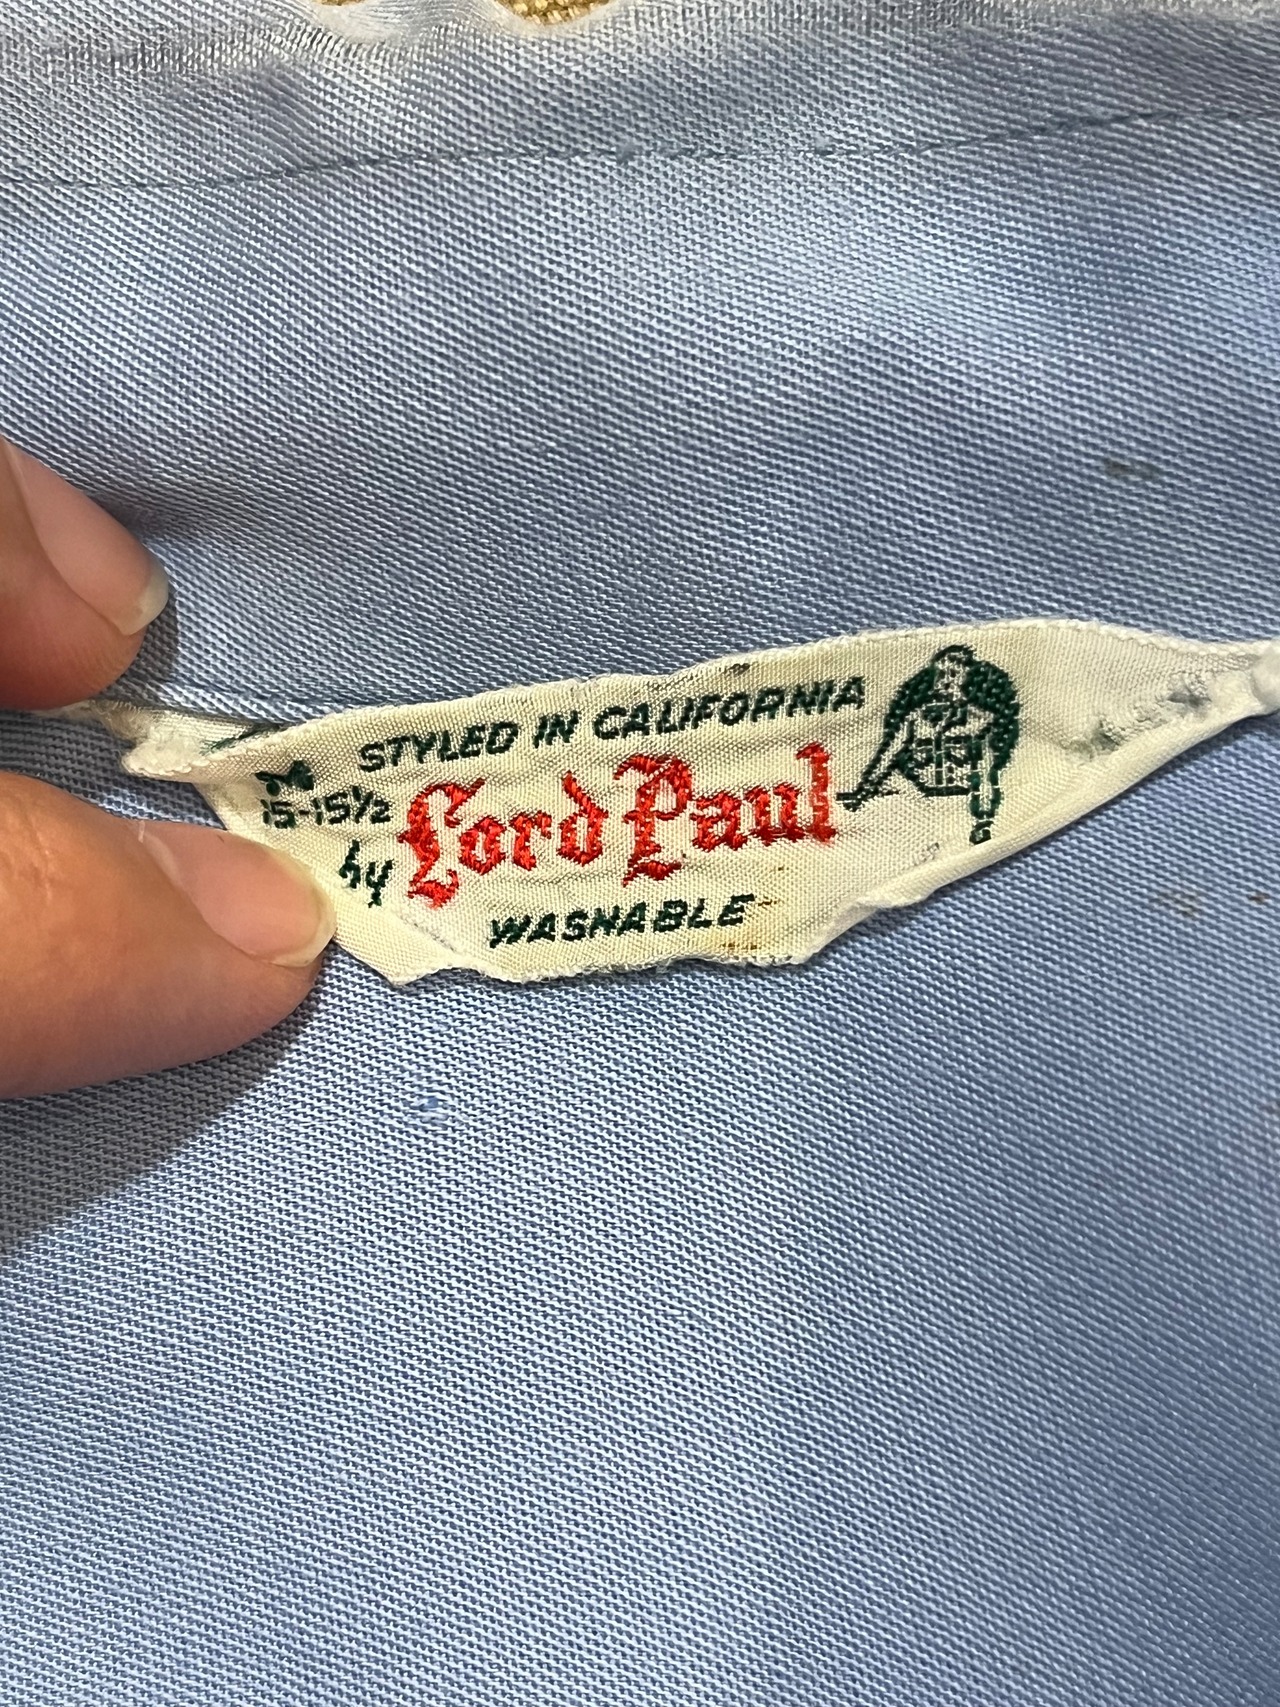 STYLED IN CALIFORNIA
M
15-15½
by Lord Paul
WASHABLE